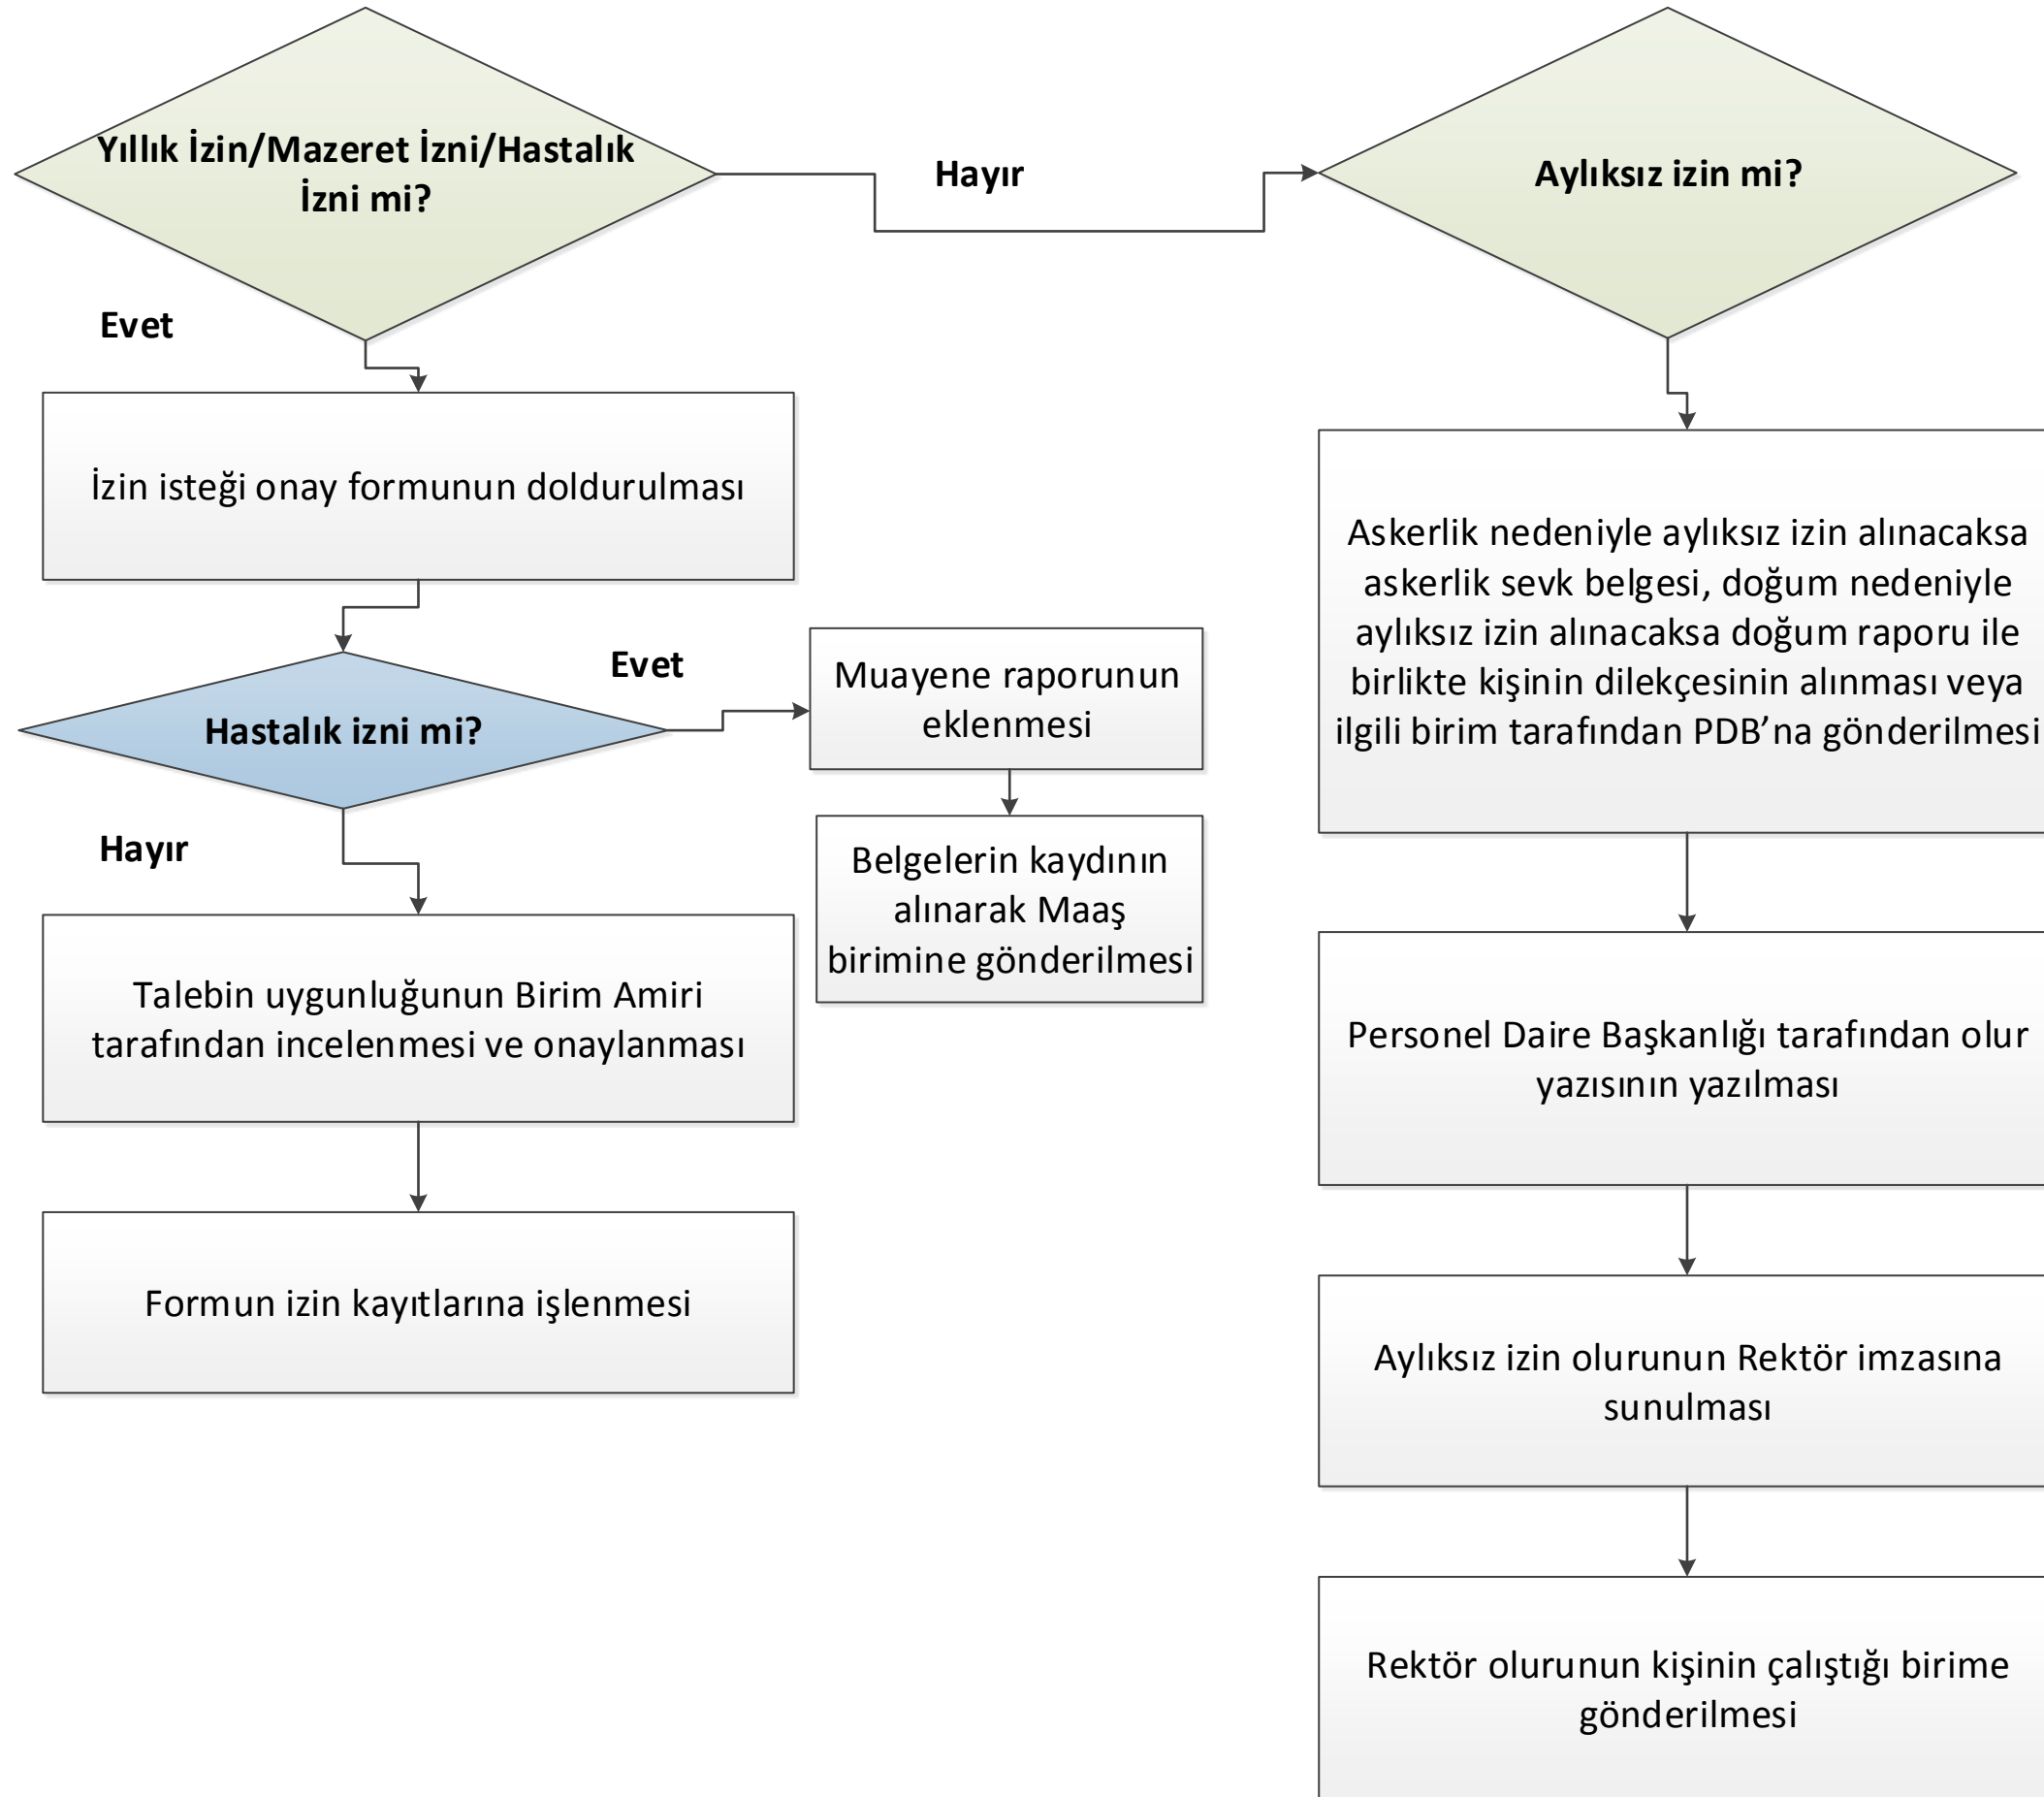 Yıllık İzin/Mazeret İzni/Hastalık
İzni mi?
Hayır
Aylıksız izin mi?
Evet
İzin isteği onay formunun doldurulması
Hastalık izni mi?
Evet
Muayene raporunun
eklenmesi
Belgelerin kaydının
alınarak Maaş
birimine gönderilmesi
Hayır
Talebin uygunluğunun Birim Amiri
tarafından incelenmesi ve onaylanması
Formun izin kayıtlarına işlenmesi
Askerlik nedeniyle aylıksız izin alınacaksa
askerlik sevk belgesi, doğum nedeniyle
aylıksız izin alınacaksa doğum raporu ile
birlikte kişinin dilekçesinin alınması veya
ilgili birim tarafından PDB’na gönderilmesi
Personel Daire Başkanlığı tarafından olur
yazısının yazılması
Aylıksız izin olurunun Rektör imzasına
sunulması
Rektör olurunun kişinin çalıştığı birime
gönderilmesi